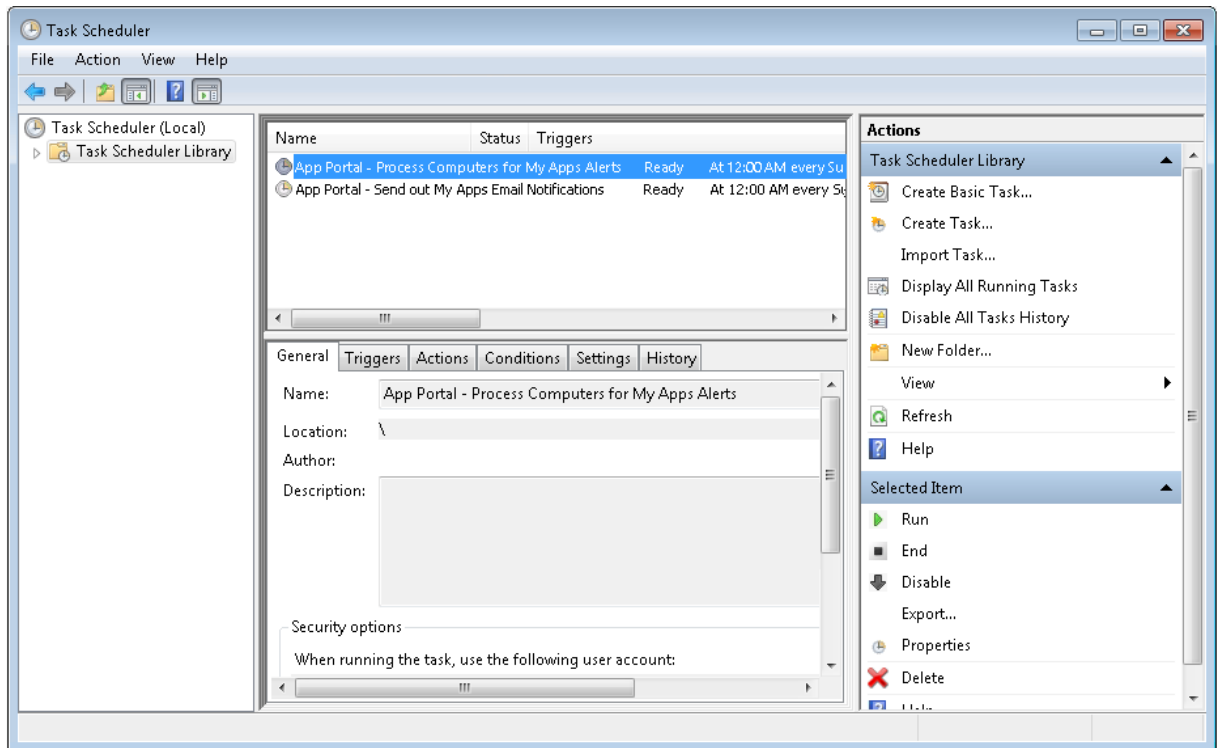 Task Scheduler
File Action View Help
Task Scheduler (Local)
Task Scheduler Library
Name Status Triggers
App Portal - Process Computers for My Apps Alerts Ready At 12:00 AM every Su
App Portal - Send out My Apps Email Notifications Ready At 12:00 AM every Su
General Triggers Actions Conditions Settings History
Name: App Portal - Process Computers for My Apps Alerts
Location: \
Author:
Description:
Security options
When running the task, use the following user account:
Actions
Task Scheduler Library
Create Basic Task...
Create Task...
Import Task...
Display All Running Tasks
Disable All Tasks History
New Folder...
View
Refresh
Help
Selected Item
Run
End
Disable
Export...
Properties
Delete